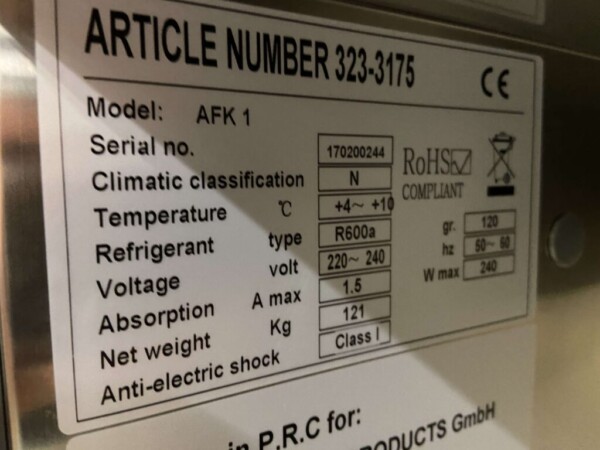 ARTICLE NUMBER 323-3175
CE
Model: AFK 1
Serial no. 170200244
Climatic classification N
Temperature °C +4~ +10
Refrigerant type R600a gr. 120
Voltage volt 220~ 240 hz 50~ 60
Absorption A max 1.5 W max 240
Net weight Kg 121
Anti-electric shock Class I
RoHS
COMPLIANT
in P.R.C for:
PRODUCTS GmbH